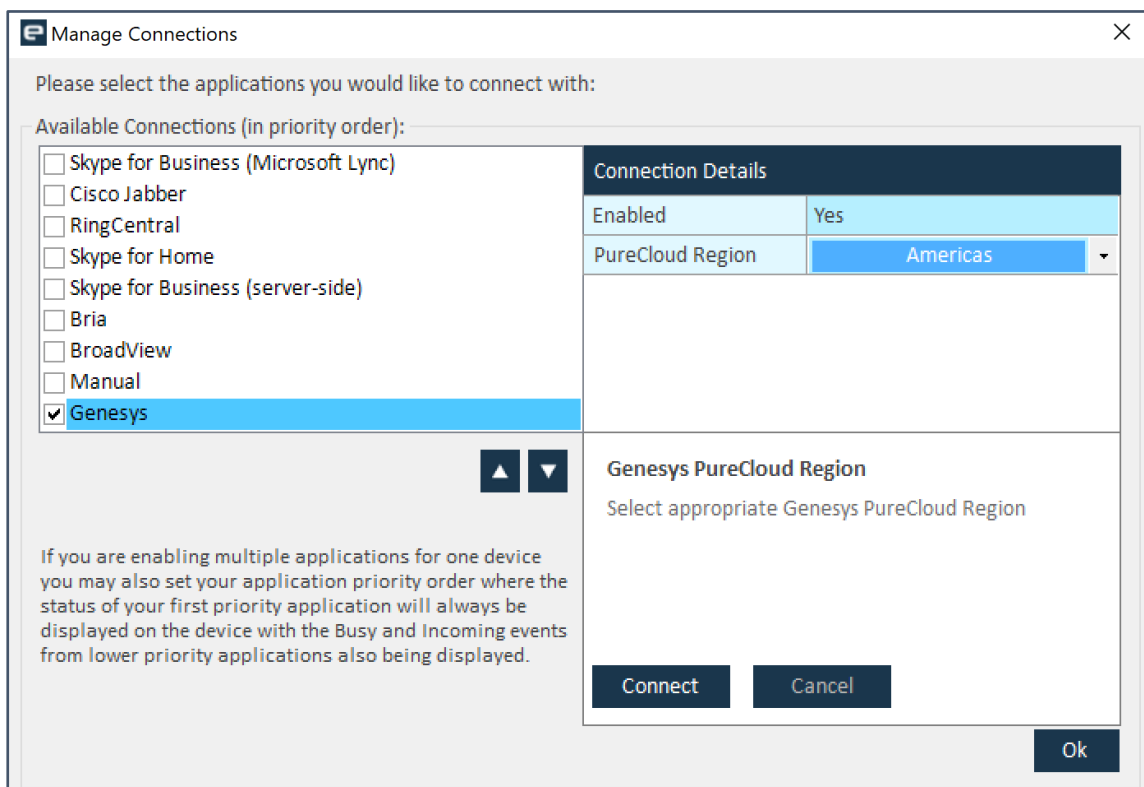 Manage Connections
Please select the applications you would like to connect with:
Available Connections (in priority order):
Skype for Business (Microsoft Lync)
Cisco Jabber
RingCentral
Skype for Home
Skype for Business (server-side)
Bria
BroadView
Manual
Genesys
Connection Details
Enabled Yes
PureCloud Region Americas
Genesys PureCloud Region
Select appropriate Genesys PureCloud Region
If you are enabling multiple applications for one device
you may also set your application priority order where the
status of your first priority application will always be
displayed on the device with the Busy and Incoming events
from lower priority applications also being displayed.
Connect Cancel
Ok